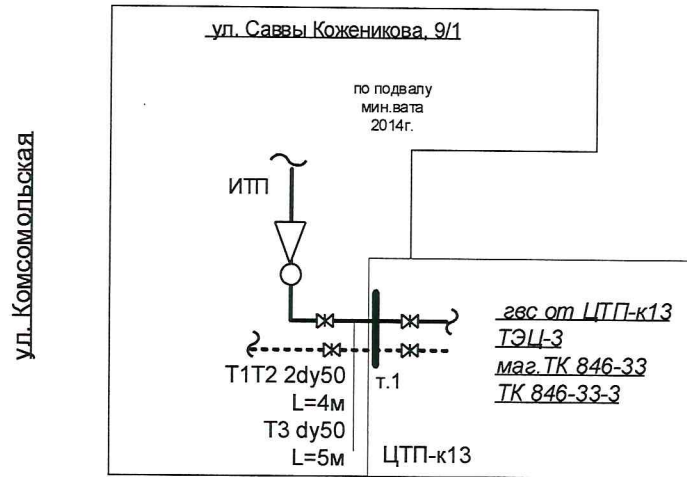 ул. Саввы Коженикова, 9/1
по подвалу
мин.вата
2014г.
ул. Комсомольская
ИТП
гвс от ЦТП-к13
ТЭЦ-3
маг.ТК 846-33
ТК 846-33-3
Т1Т2 2dy50
L=4м
Т3 dy50
L=5м
т.1
ЦТП-к13